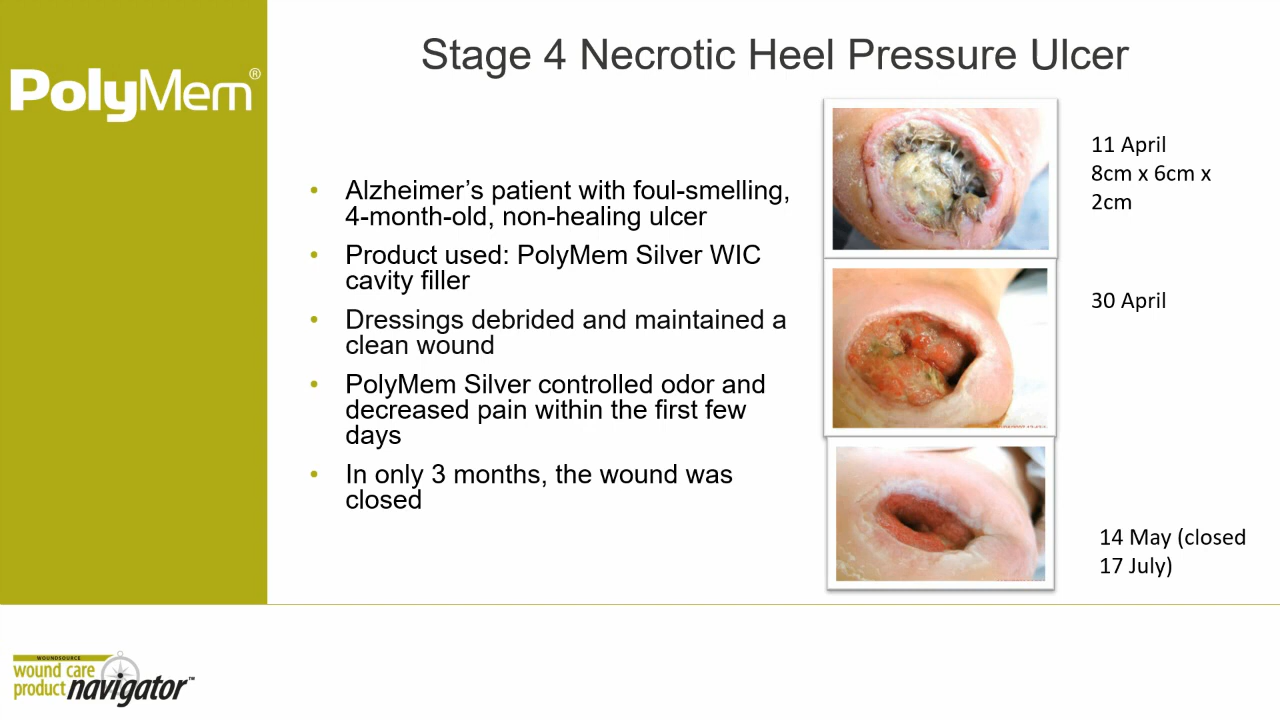 PolyMem®
Stage 4 Necrotic Heel Pressure Ulcer
• Alzheimer’s patient with foul-smelling,
4-month-old, non-healing ulcer
• Product used: PolyMem Silver WIC
cavity filler
• Dressings debrided and maintained a
clean wound
• PolyMem Silver controlled odor and
decreased pain within the first few
days
• In only 3 months, the wound was
closed
11 April
8cm x 6cm x
2cm
30 April
14 May (closed
17 July)
WOUNDSOURCE
wound care
product navigator™